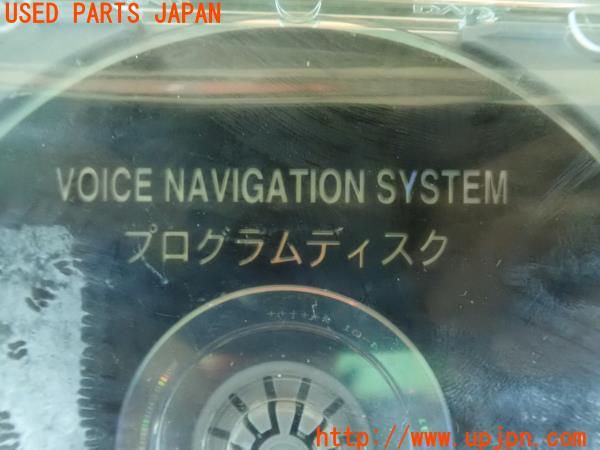 USED PARTS JAPAN
VOICE NAVIGATION SYSTEM
プログラムディスク
http://www.upjpn.com